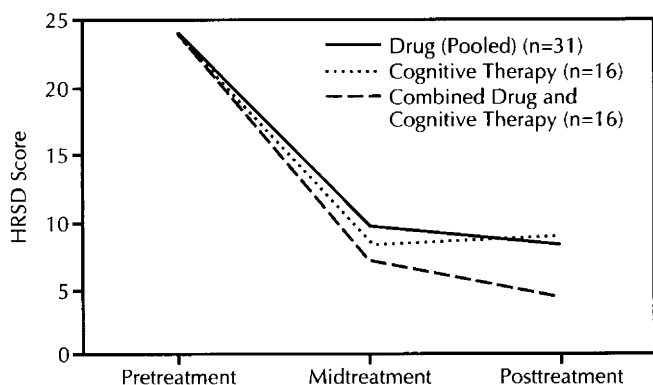 25
20
15
10
5
0
HRSD Score
Drug (Pooled) (n=31)
Cognitive Therapy (n=16)
Combined Drug and
Cognitive Therapy (n=16)
Pretreatment
Midtreatment
Posttreatment